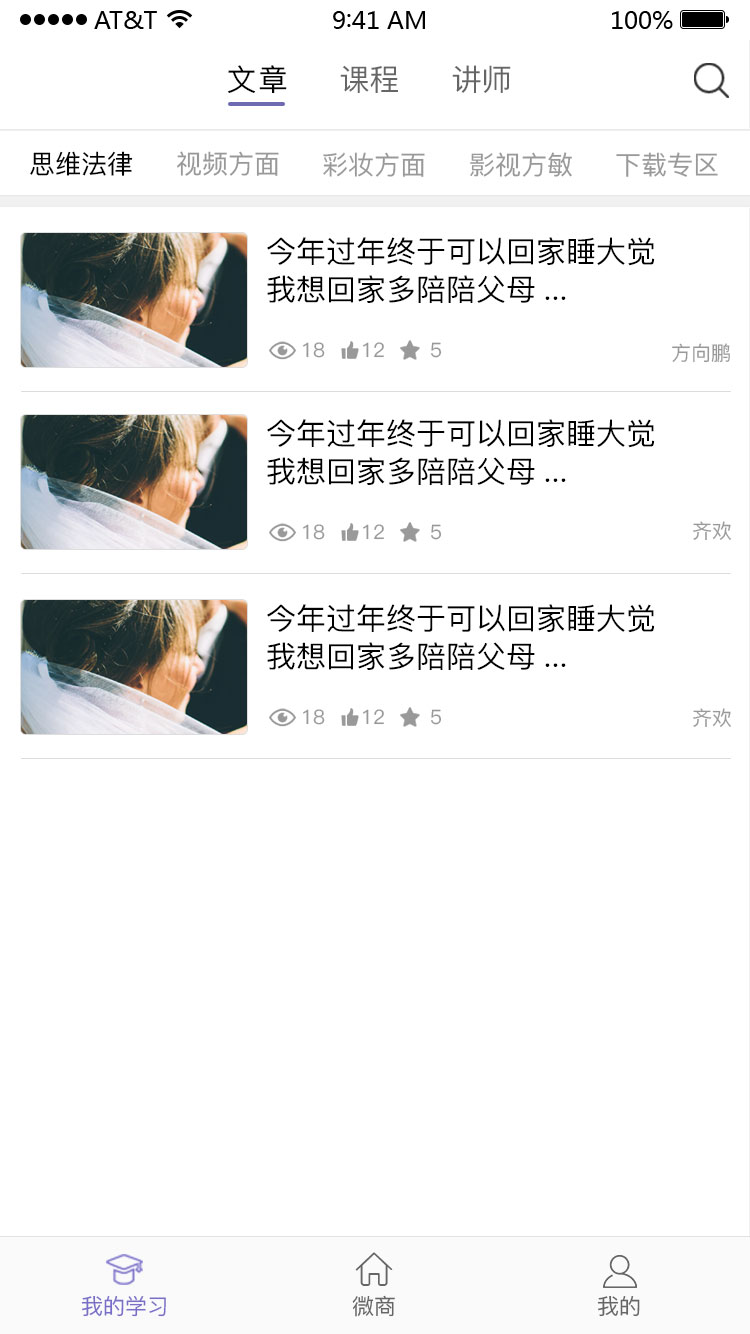 AT&T 9:41 AM 100%
文章 课程 讲师
思维法律 视频方面 彩妆方面 影视方敏 下载专区
今年过年终于可以回家睡大觉
我想回家多陪陪父母 ...
18 12 5 方向鹏
今年过年终于可以回家睡大觉
我想回家多陪陪父母 ...
18 12 5 齐欢
今年过年终于可以回家睡大觉
我想回家多陪陪父母 ...
18 12 5 齐欢
我的学习 微商 我的